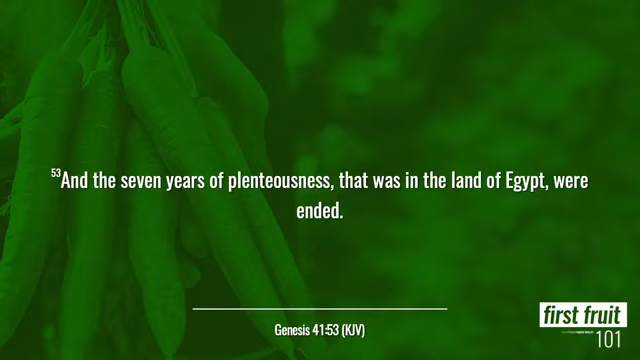 53And the seven years of plenteousness, that was in the land of Egypt, were
ended.
Genesis 41:53 (KJV)
first fruit
101